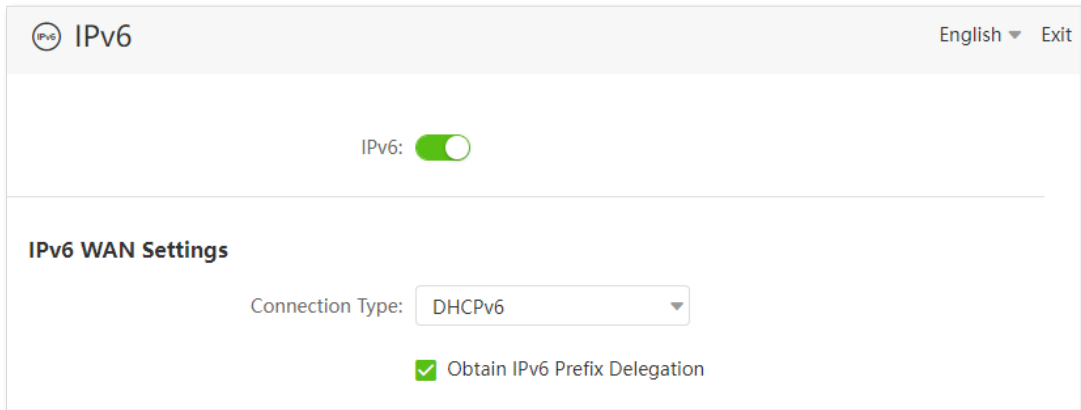 IPv6 IPv6 English Exit
IPv6:
IPv6 WAN Settings
Connection Type: DHCPv6
Obtain IPv6 Prefix Delegation